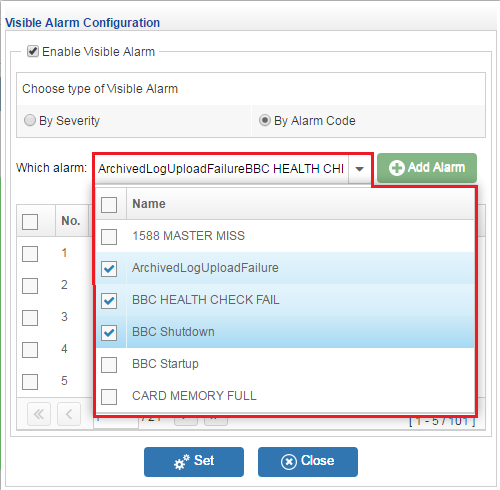 Visible Alarm Configuration
Enable Visible Alarm
Choose type of Visible Alarm
By Severity By Alarm Code
Which alarm: ArchivedLogUploadFailureBBC HEALTH CHI Add Alarm
No. Name
1588 MASTER MISS
1 ArchivedLogUploadFailure
2 BBC HEALTH CHECK FAIL
3 BBC Shutdown
4 BBC Startup
5 CARD MEMORY FULL
/ 21 [ 1 - 5 / 101 ]
Set Close